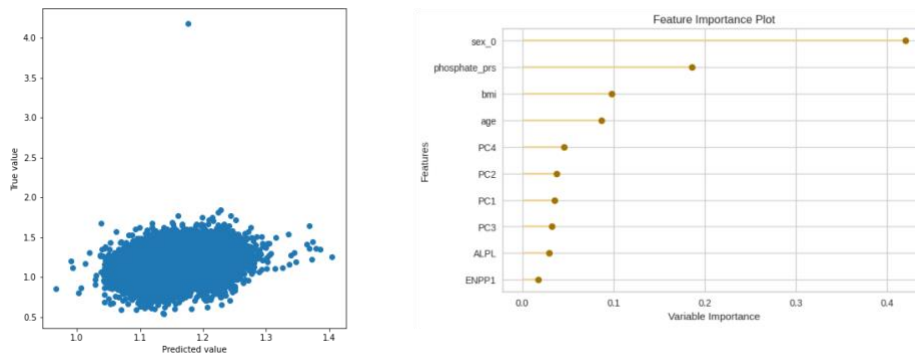 4.0
3.5
3.0
2.5
2.0
1.5
1.0
0.5
True value
1.0
1.1
1.2
1.3
1.4
Predicted value
Feature Importance Plot
sex_0
phosphate_prs
bmi
age
PC4
PC2
PC1
PC3
ALPL
ENPP1
Features
0.0
0.1
0.2
0.3
0.4
Variable Importance